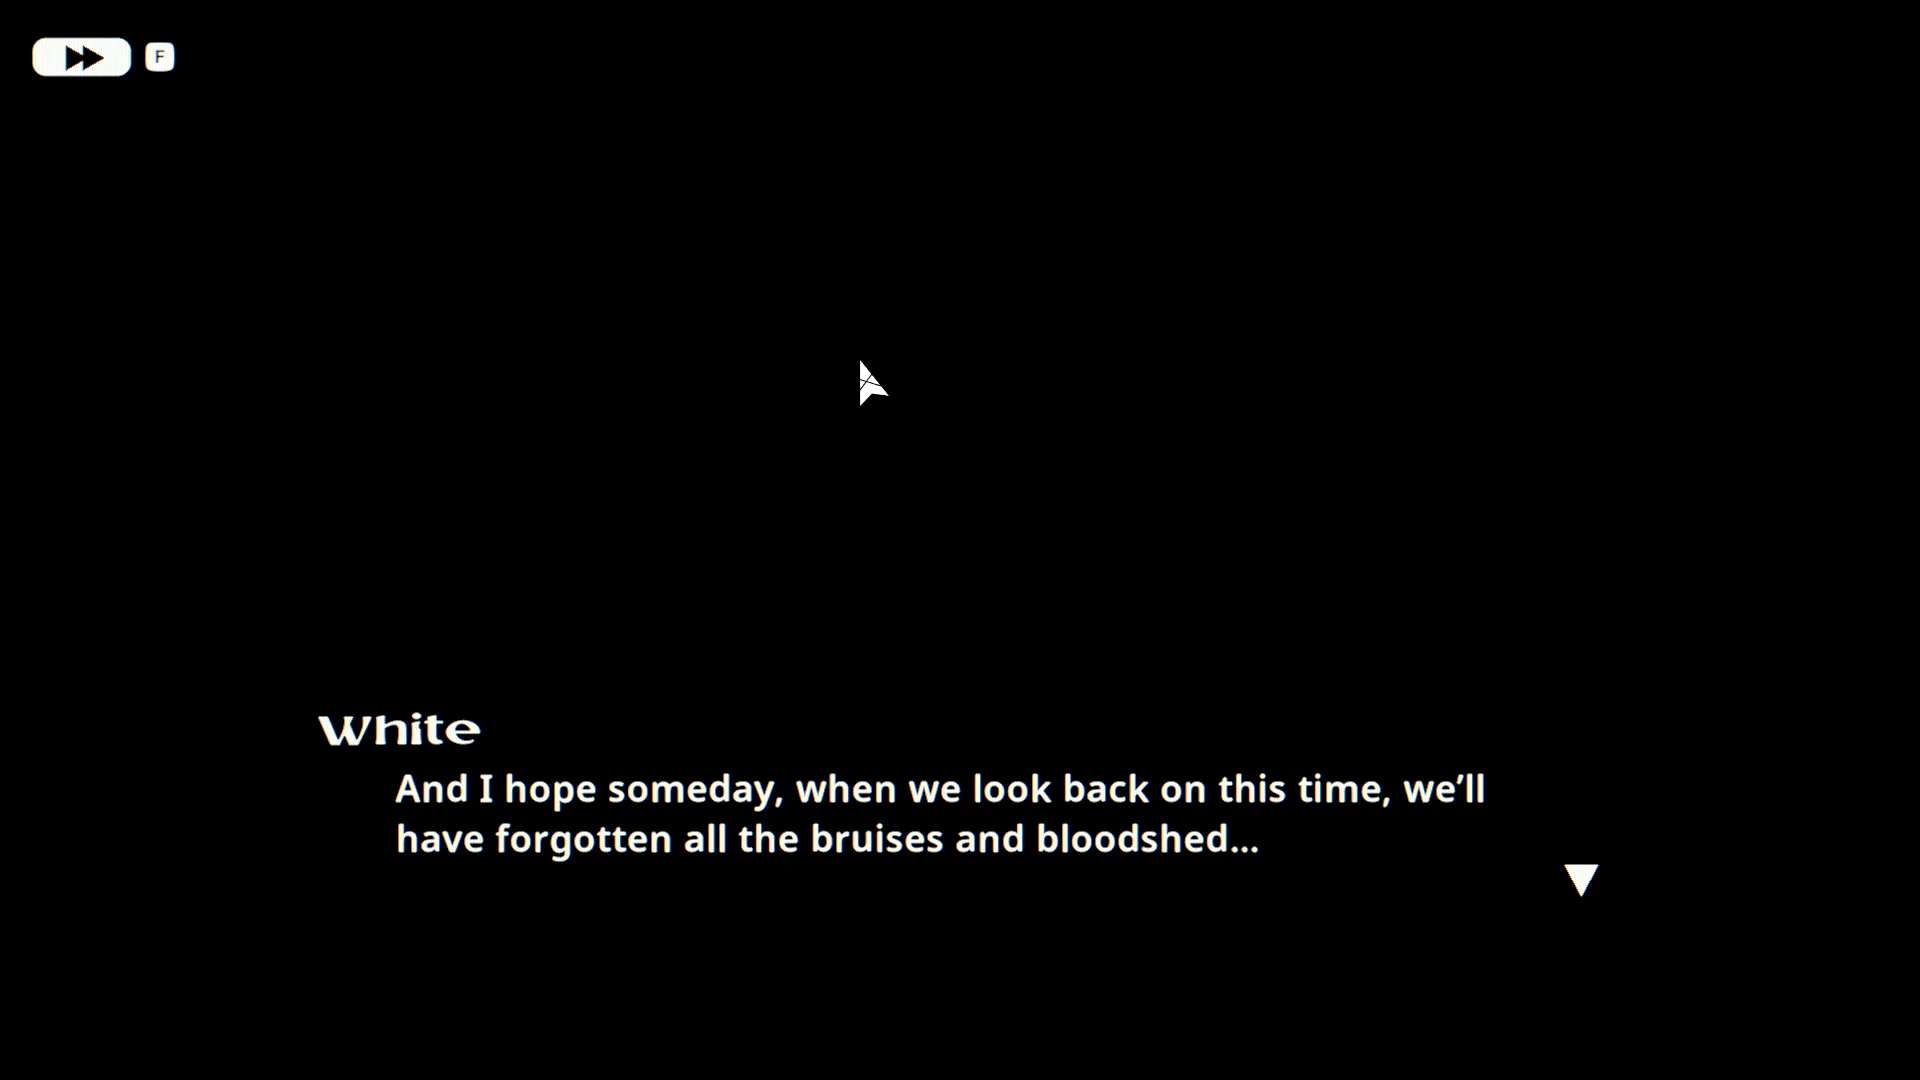 F
White
And I hope someday, when we look back on this time, we’ll
have forgotten all the bruises and bloodshed...